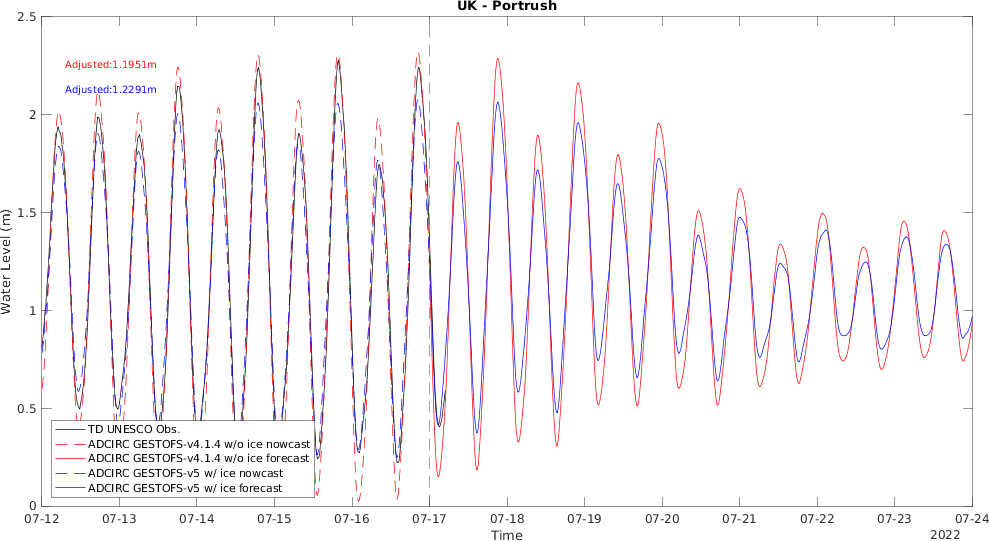 UK - Portrush
2.5
2
1.5
1
0.5
0
Water Level (m)
Adjusted:1.1951m
Adjusted:1.2291m
TD UNESCO Obs.
ADCIRC GESTOFS-v4.1.4 w/o ice nowcast
ADCIRC GESTOFS-v4.1.4 w/o ice forecast
ADCIRC GESTOFS-v5 w/ ice nowcast
ADCIRC GESTOFS-v5 w/ ice forecast
07-12 07-13 07-14 07-15 07-16 07-17 07-18 07-19 07-20 07-21 07-22 07-23 07-24
Time
2022